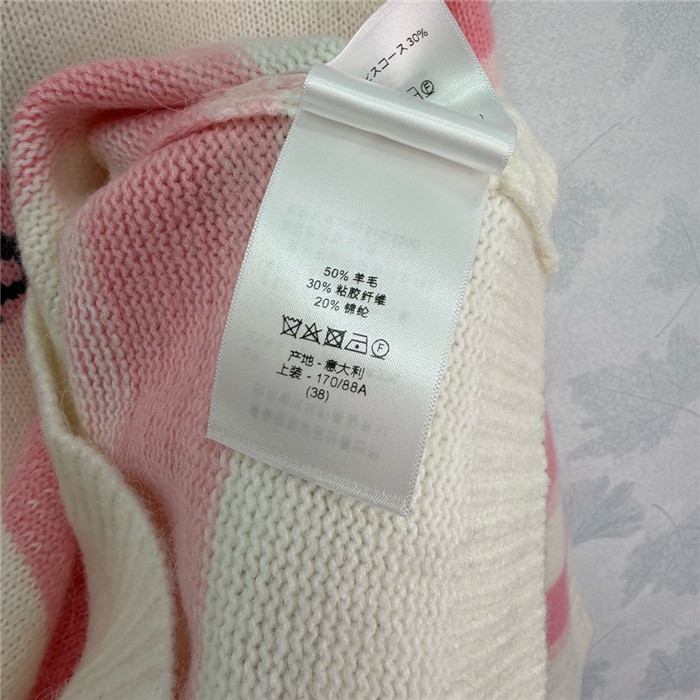 ビスコース 30%
50% 羊毛
30% 粘胶纤维
20% 锦纶
F
产地 - 意大利
上装 - 170/88A
(38)